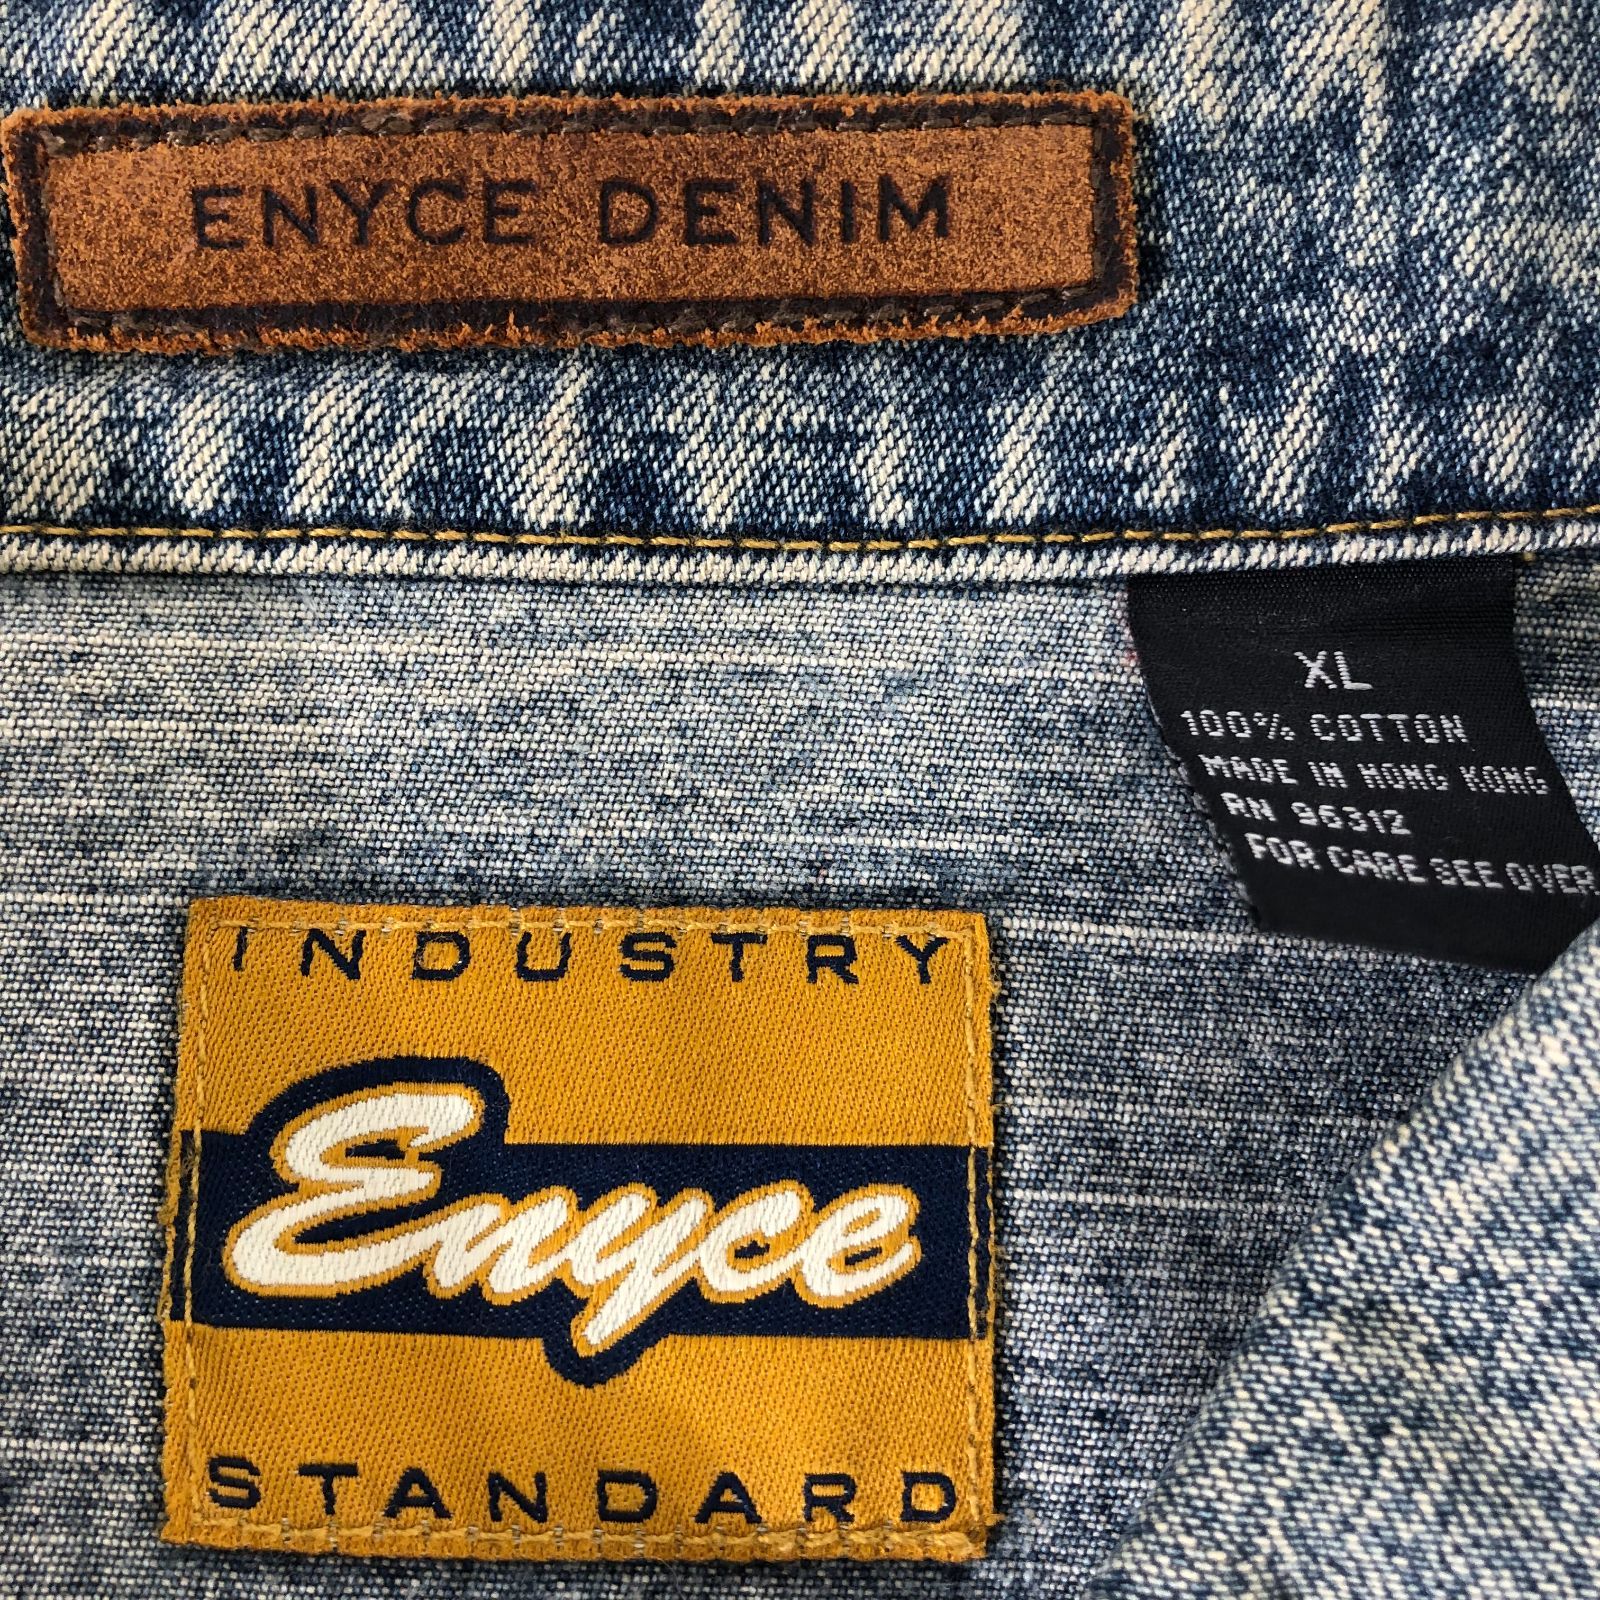 ENYCE DENIM
XL
100% COTTON
MADE IN HONG KONG
RN 96312
FOR CARE SEE OVER
INDUSTRY
Enyce
STANDARD